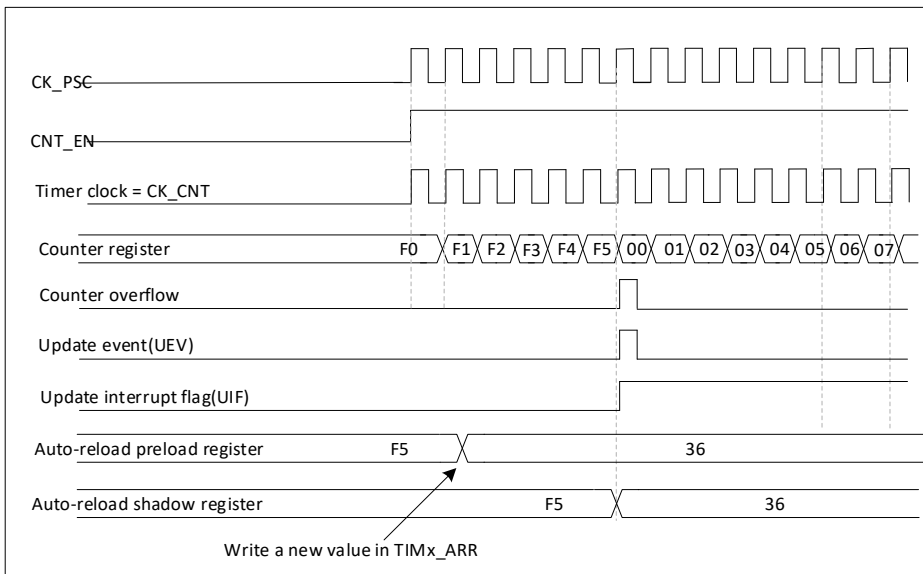 CK_PSC
CNT_EN
Timer clock = CK_CNT
Counter register F0 F1 F2 F3 F4 F5 00 01 02 03 04 05 06 07
Counter overflow
Update event(UEV)
Update interrupt flag(UIF)
Auto-reload preload register F5 36
Auto-reload shadow register F5 36
Write a new value in TIMx_ARR